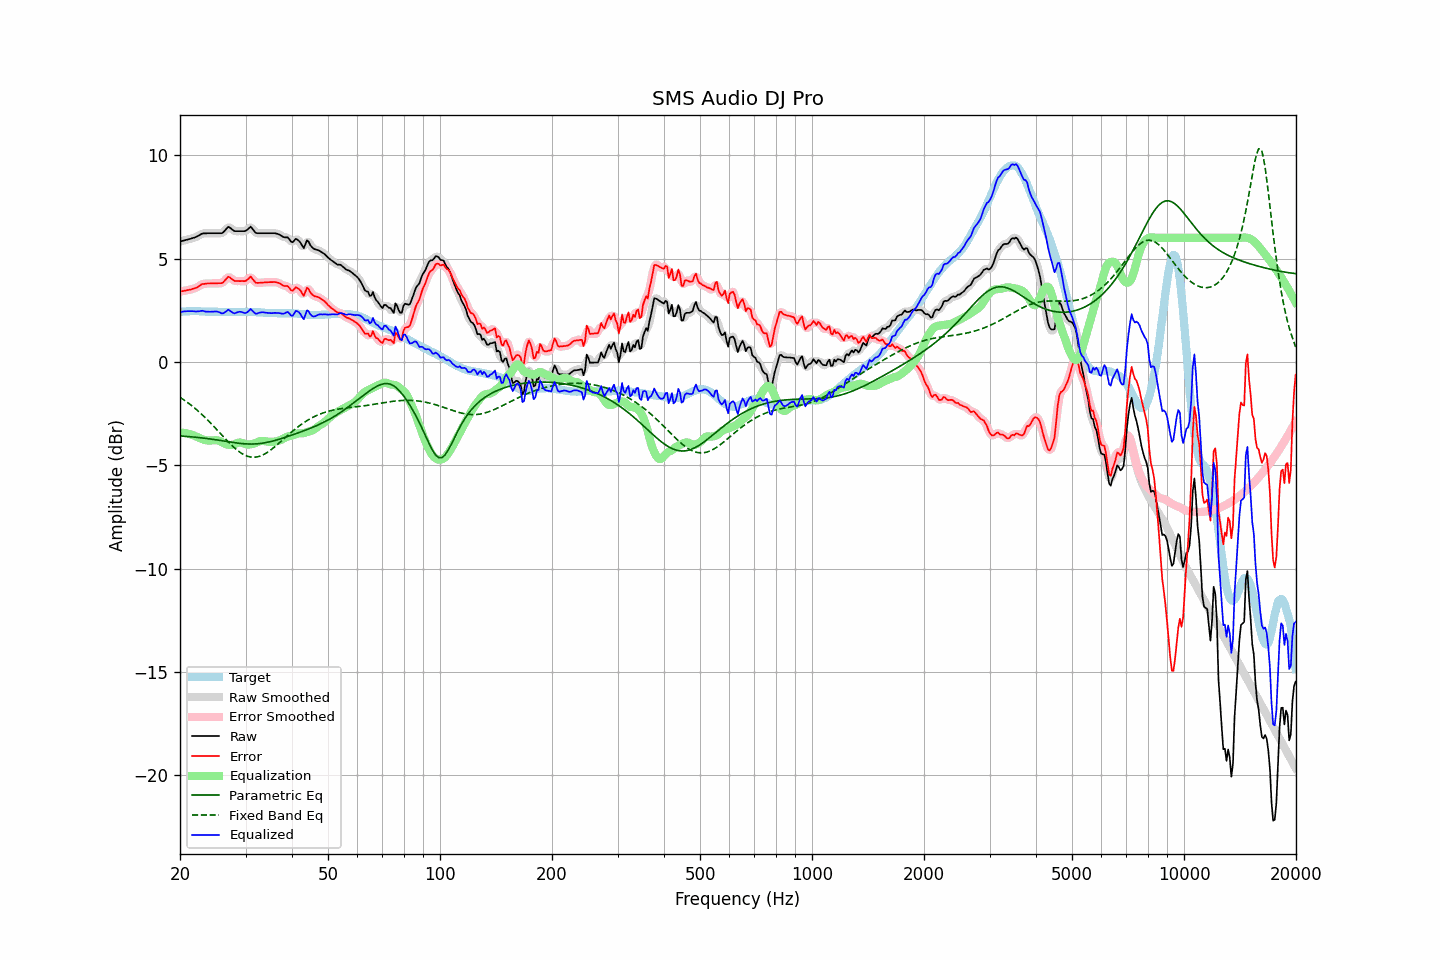 SMS Audio DJ Pro
Amplitude (dBr)
10
5
0
−5
−10
−15
−20
Target
Raw Smoothed
Error Smoothed
Raw
Error
Equalization
Parametric Eq
Fixed Band Eq
Equalized
20 50 100 200 500 1000 2000 5000 10000 20000
Frequency (Hz)